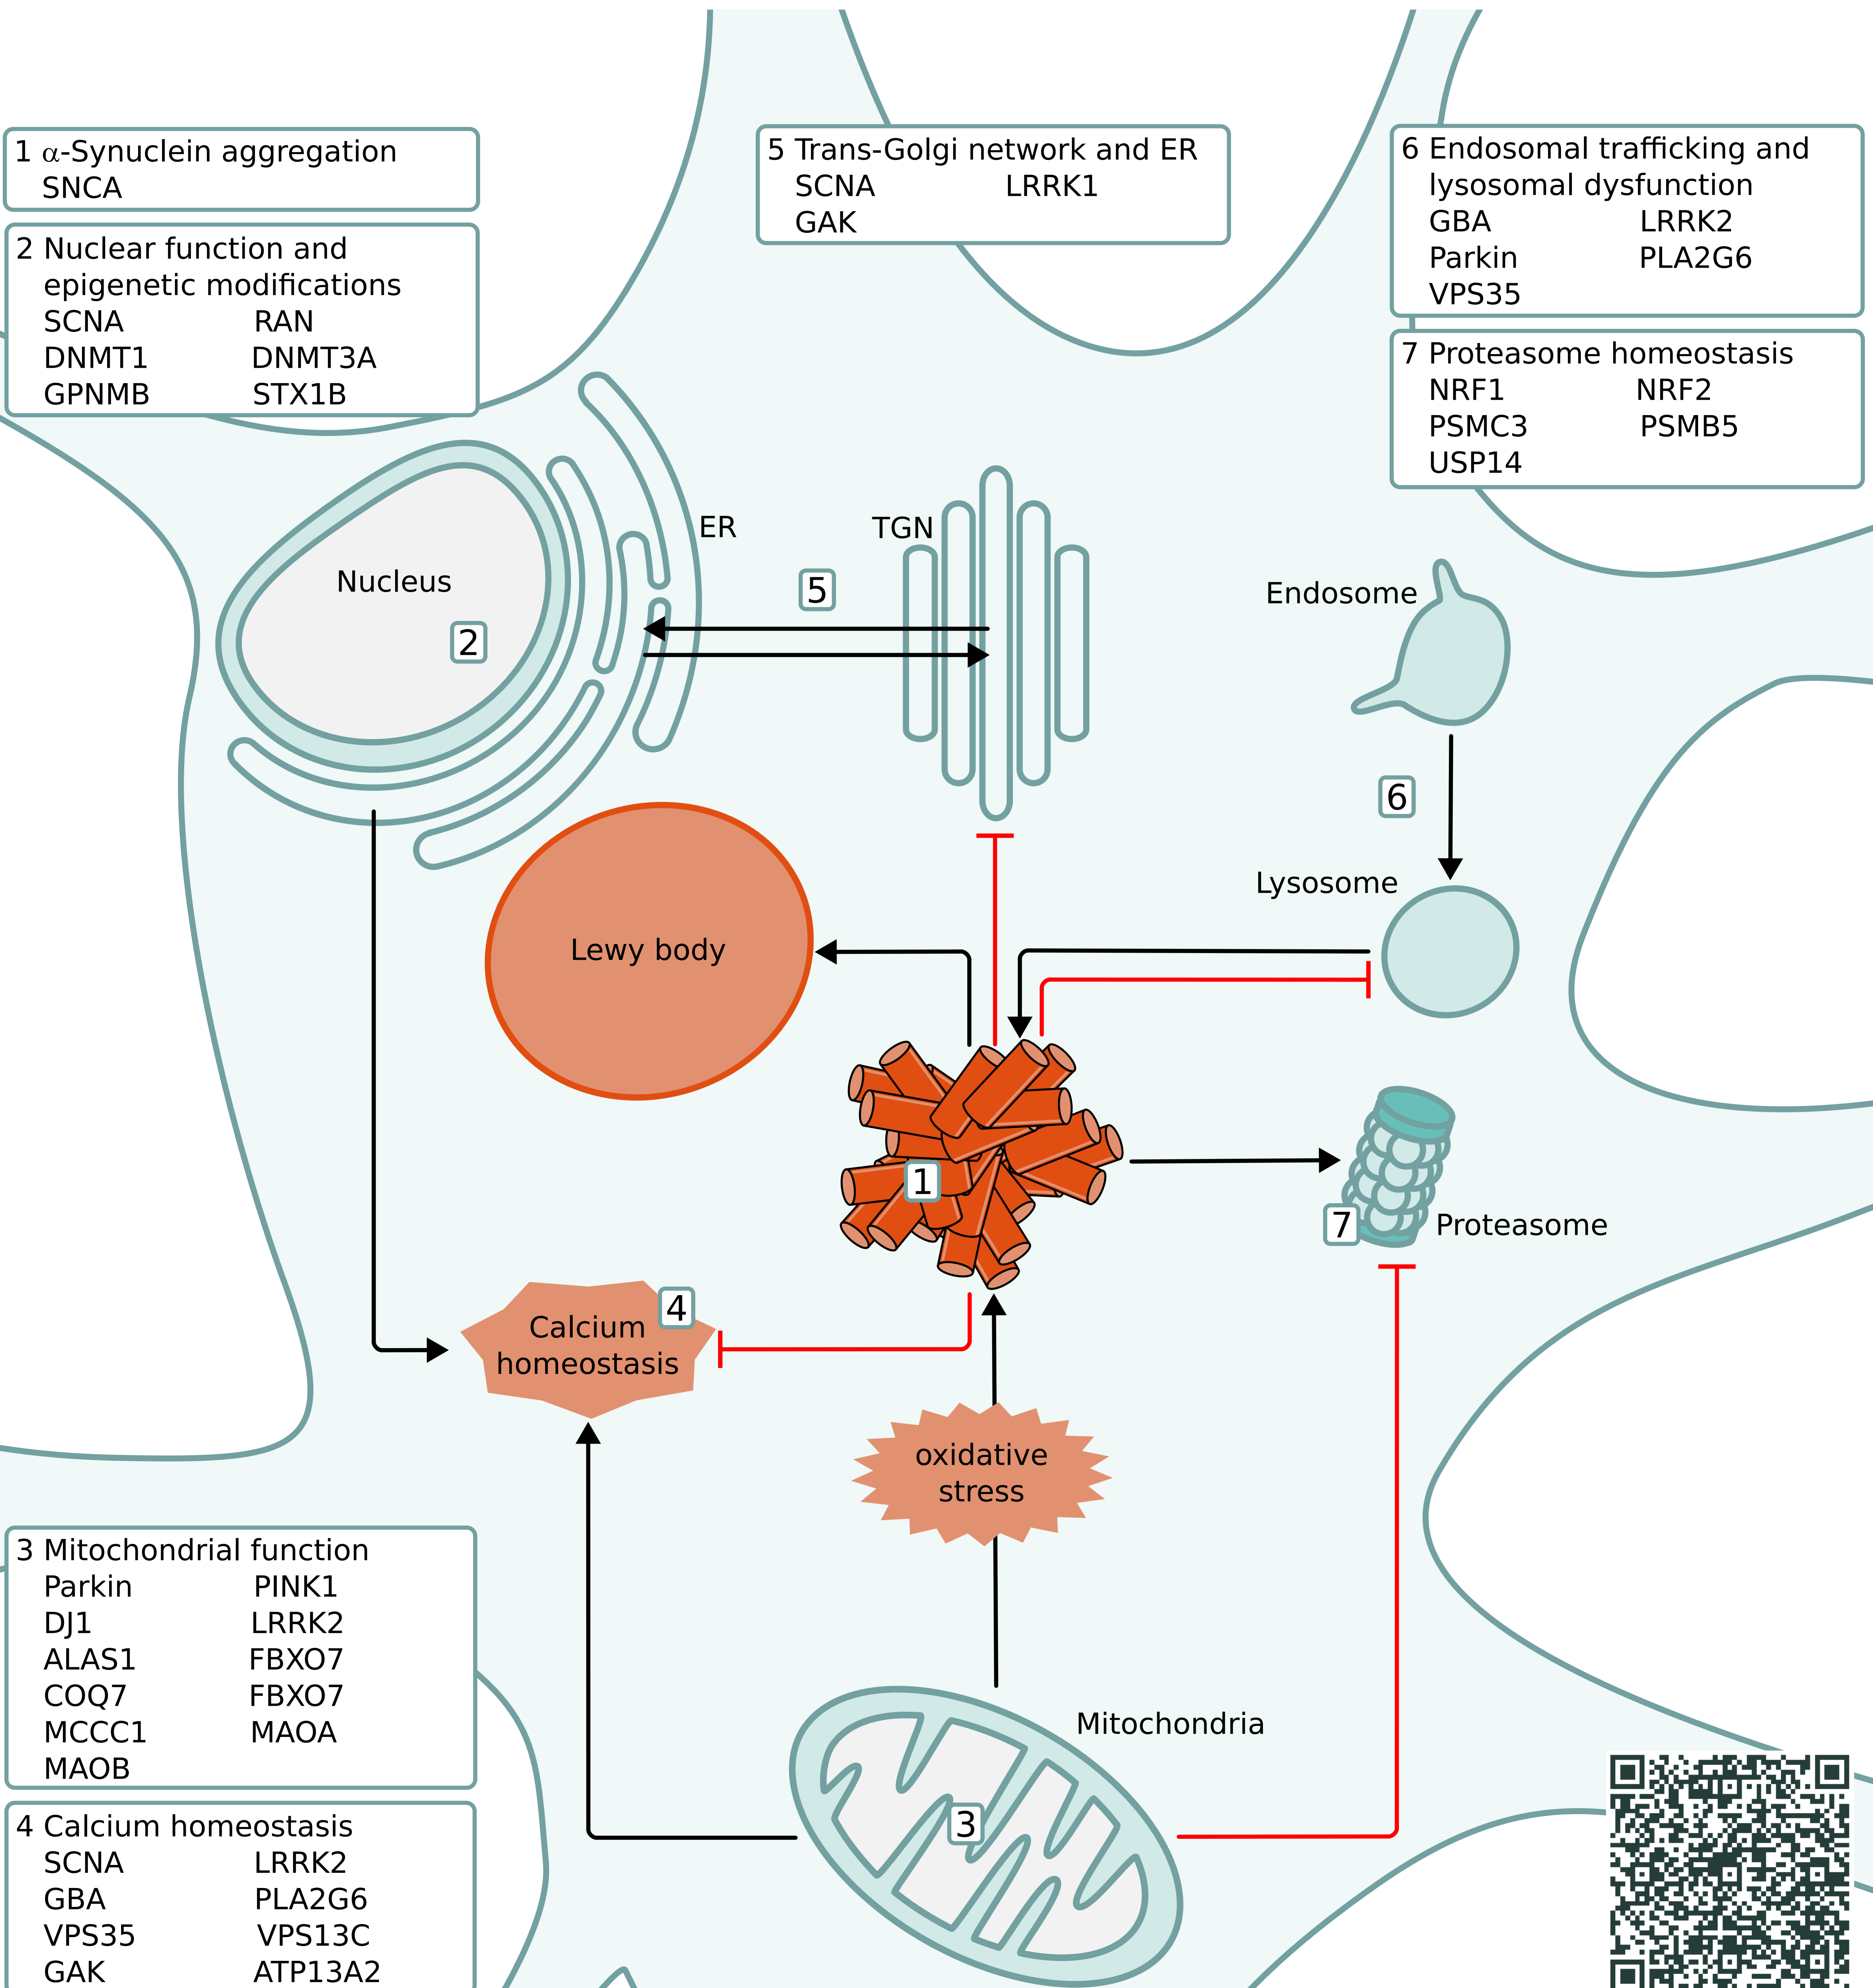 1 α-Synuclein aggregation
SNCA
2 Nuclear function and
epigenetic modifications
SCNA RAN
DNMT1 DNMT3A
GPNMB STX1B
5 Trans-Golgi network and ER
SCNA LRRK1
GAK
6 Endosomal trafficking and
lysosomal dysfunction
GBA LRRK2
Parkin PLA2G6
VPS35
7 Proteasome homeostasis
NRF1 NRF2
PSMC3 PSMB5
USP14
ER
TGN
Nucleus
5
Endosome
2
6
Lysosome
Lewy body
1
7
Proteasome
4
Calcium
homeostasis
oxidative
stress
3 Mitochondrial function
Parkin PINK1
DJ1 LRRK2
ALAS1 FBXO7
COQ7 FBXO7
MCCC1 MAOA
MAOB
Mitochondria
3
4 Calcium homeostasis
SCNA LRRK2
GBA PLA2G6
VPS35 VPS13C
GAK ATP13A2